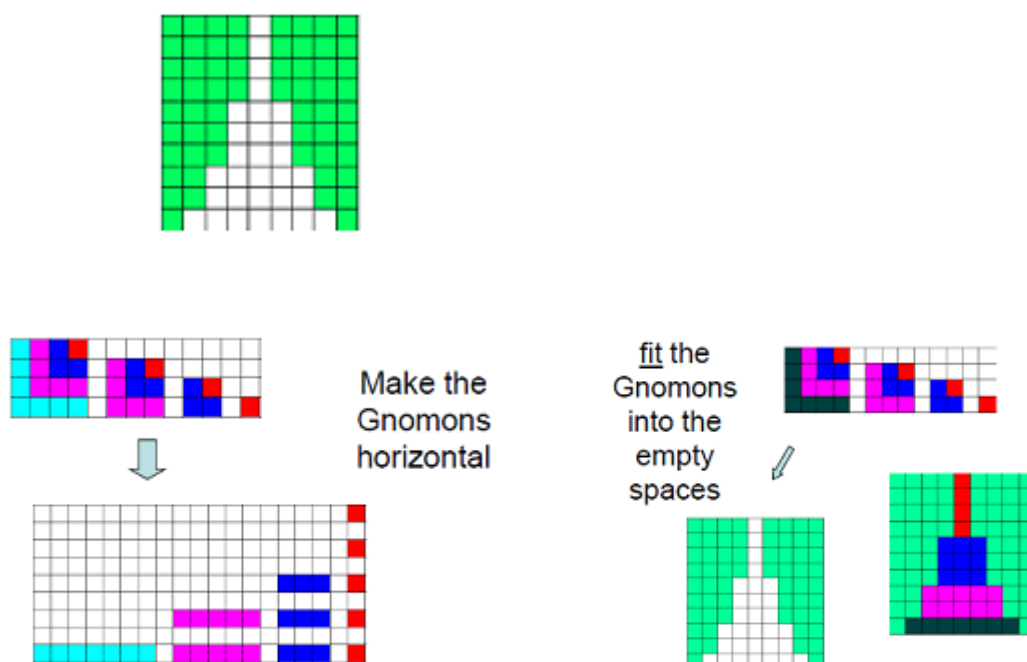 Make the
Gnomons
horizontal
fit the
Gnomons
into the
empty
spaces